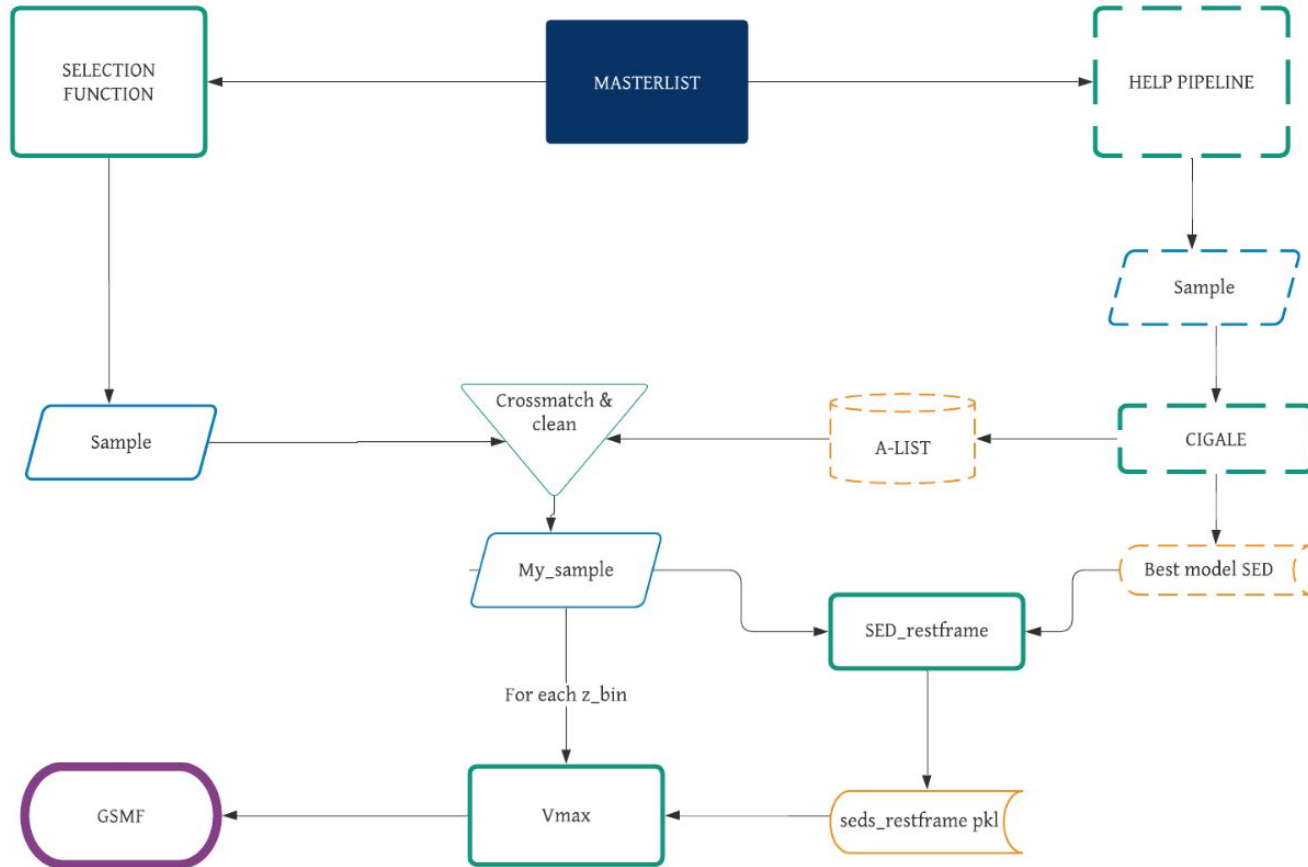 SELECTION
FUNCTION
MASTERLIST
HELP PIPELINE
Sample
Crossmatch &
clean
Sample
A-LIST
CIGALE
My_sample
Best model SED
SED_restframe
For each z_bin
GSMF
Vmax
seds_restframe pkl